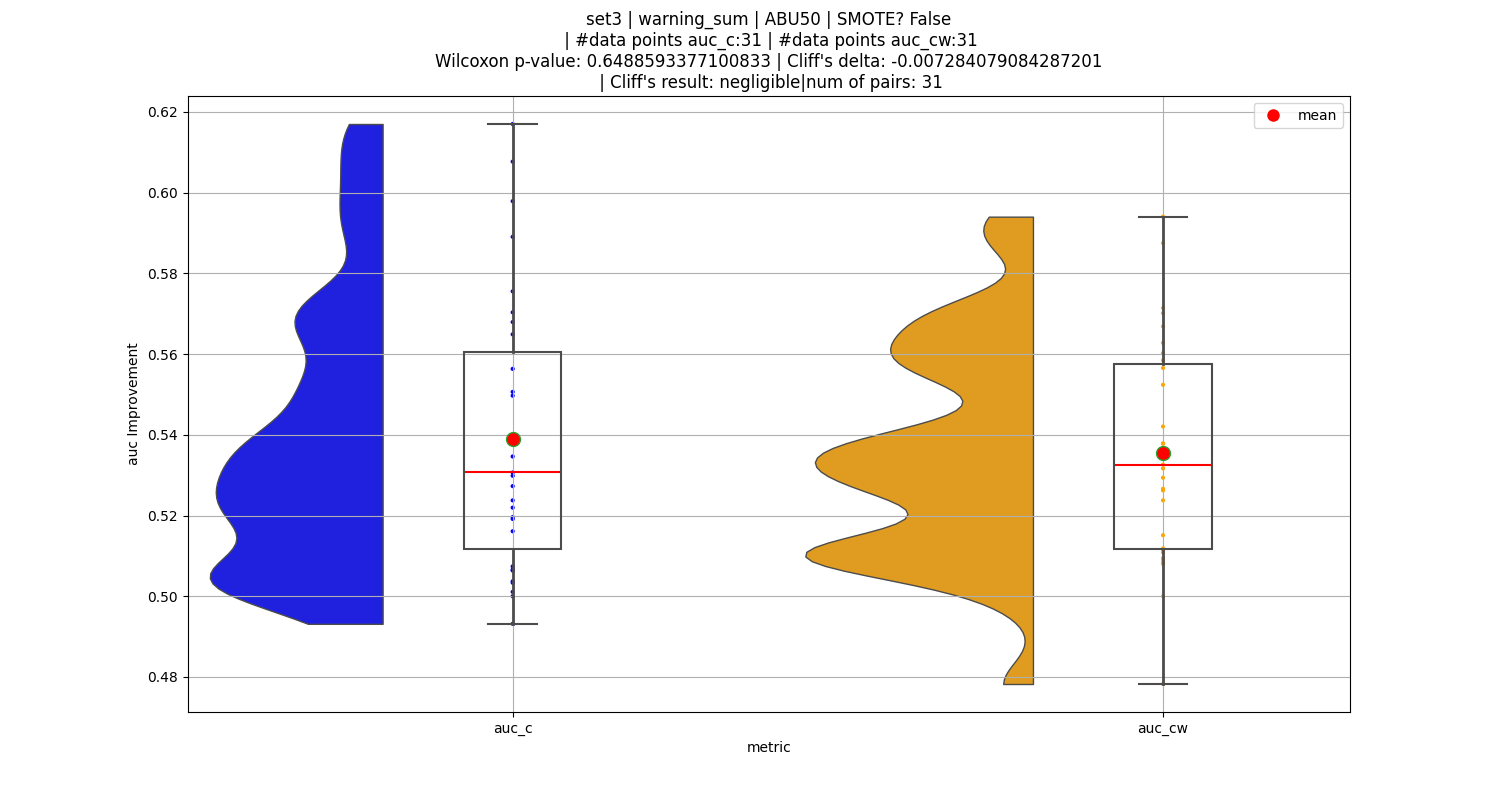 set3 | warning_sum | ABU50 | SMOTE? False
| #data points auc_c:31 | #data points auc_cw:31
Wilcoxon p-value: 0.6488593377100833 | Cliff's delta: -0.007284079084287201
| Cliff's result: negligible|num of pairs: 31
mean
0.62
0.60
0.58
0.56
0.54
0.52
0.50
0.48
auc Improvement
auc_c
auc_cw
metric